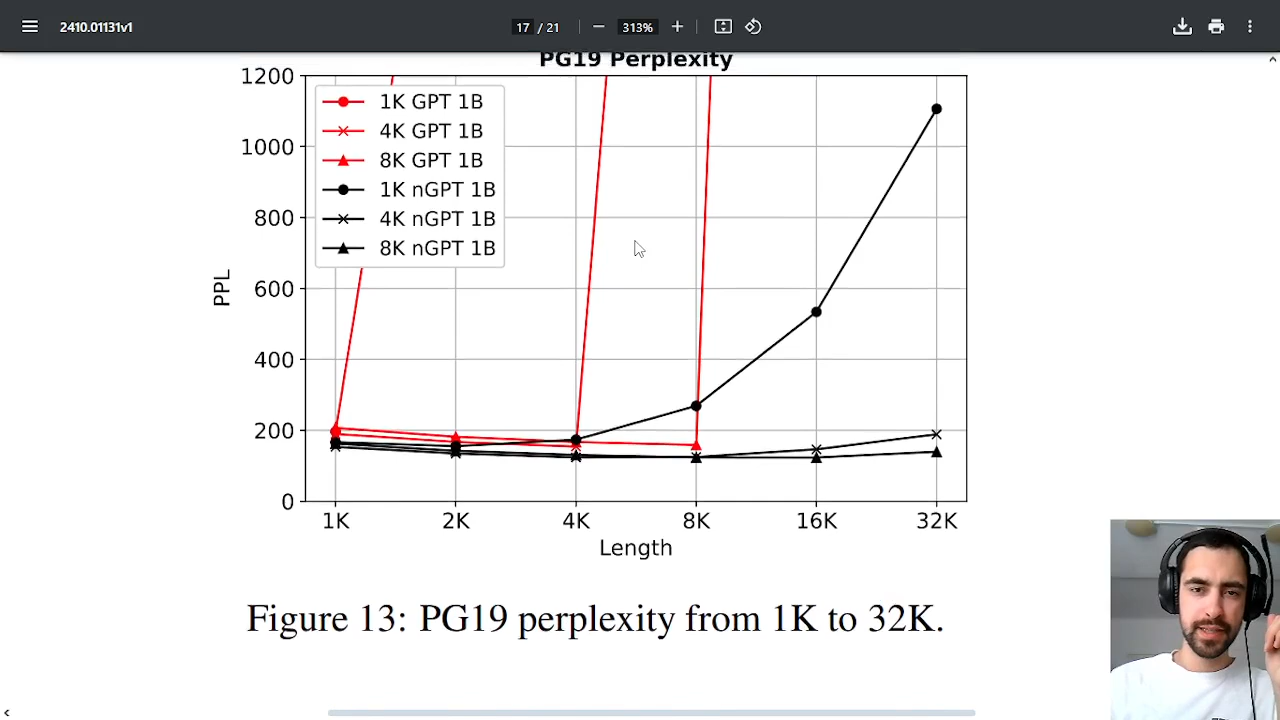 2410.01131v1
17 / 21
313%
PG19 Perplexity
1200
1000
800
600
400
200
0
PPL
1K GPT 1B
4K GPT 1B
8K GPT 1B
1K nGPT 1B
4K nGPT 1B
8K nGPT 1B
1K 2K 4K 8K 16K 32K
Length
Figure 13: PG19 perplexity from 1K to 32K.